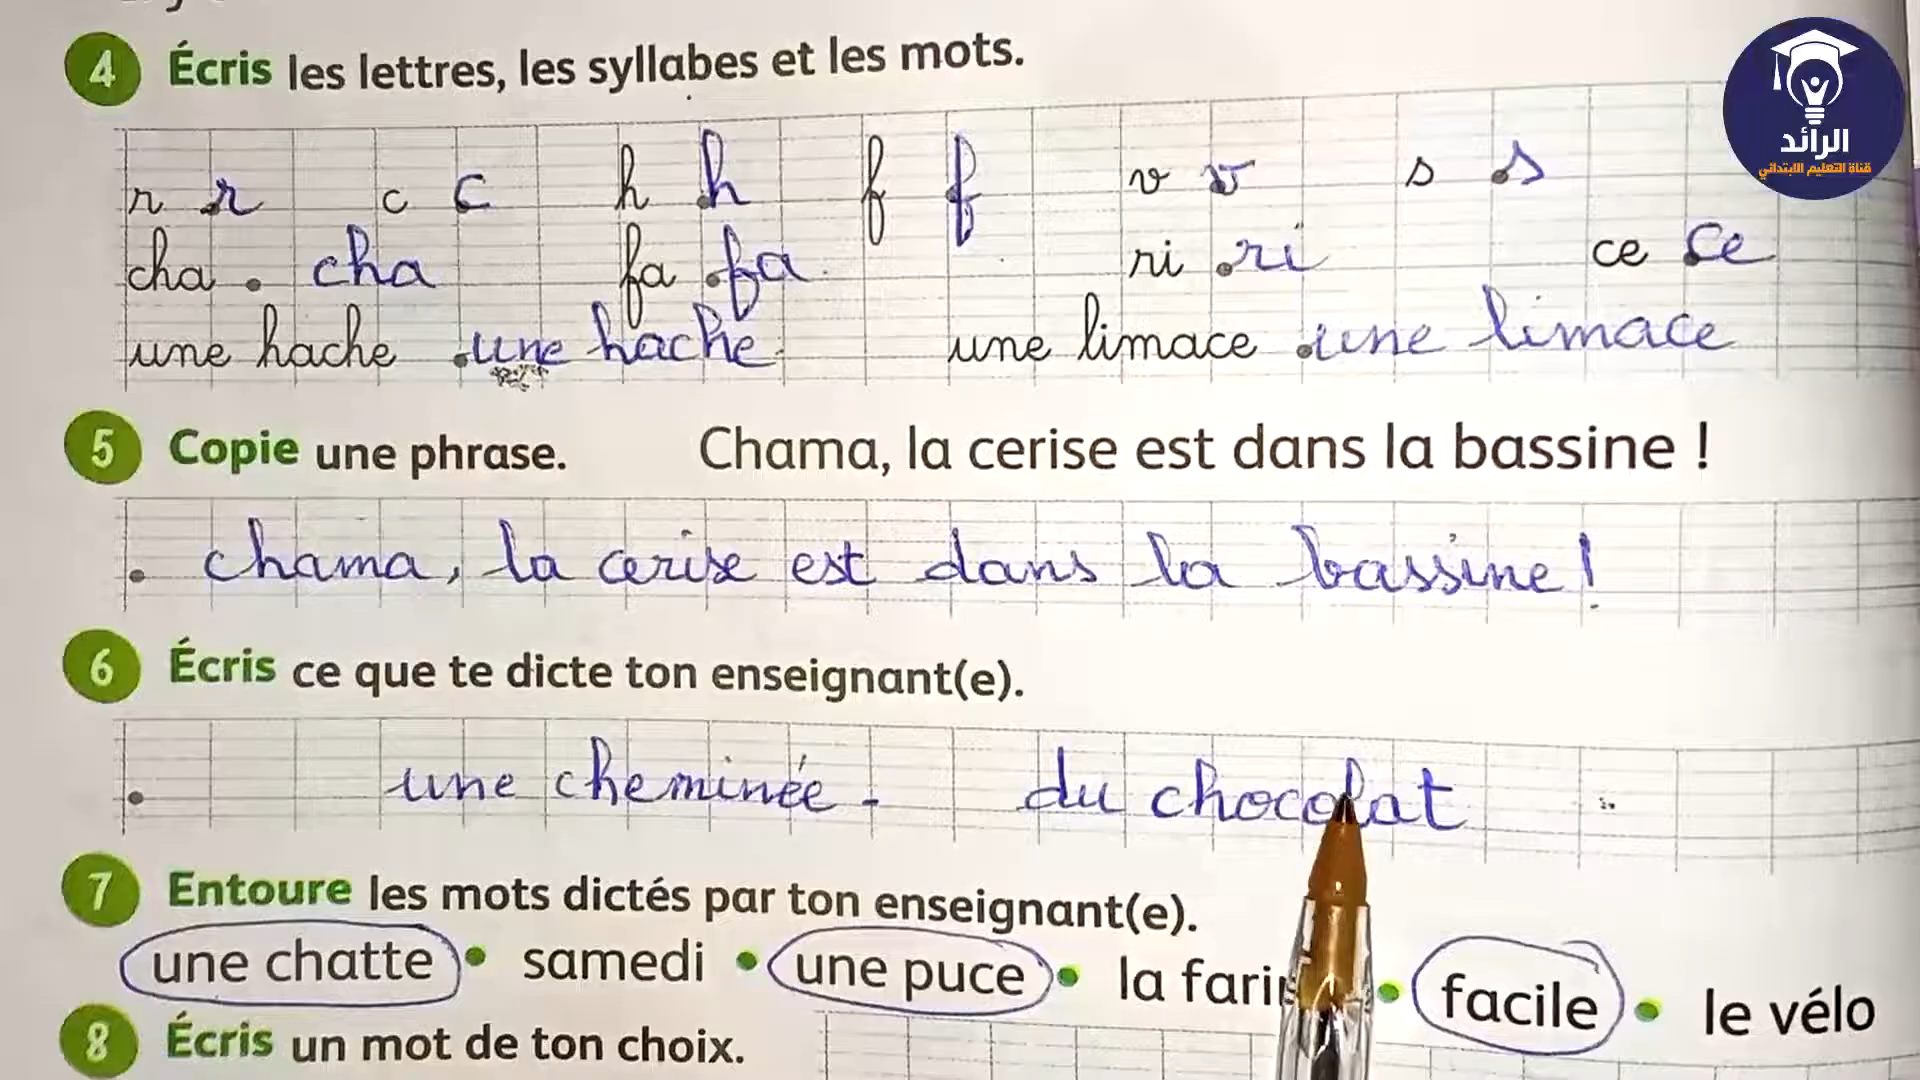 4 Écris les lettres, les syllabes et les mots.
الرائد
قناة التعليم الابتدائي
r r c c h h f f v v s s
cha . cha fa .fa ri .ri ce ce
une hache .une hache une limace .une limace
5 Copie une phrase. Chama, la cerise est dans la bassine !
. chama, la cerise est dans la bassine !
6 Écris ce que te dicte ton enseignant(e).
. une cheminée - du chocolat
7 Entoure les mots dictés par ton enseignant(e).
une chatte • samedi • une puce • la • facile • le vélo
8 Écris un mot de ton choix.